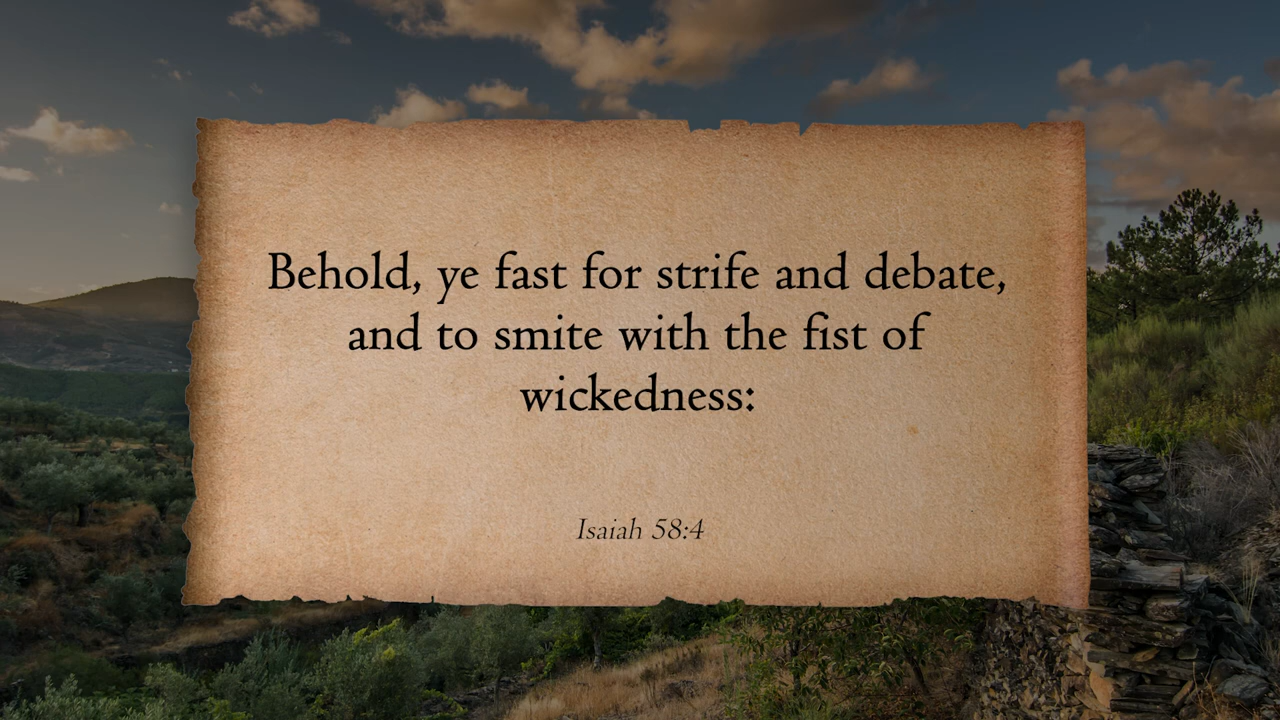 Behold, ye fast for strife and debate,
and to smite with the fist of
wickedness:
Isaiah 58:4